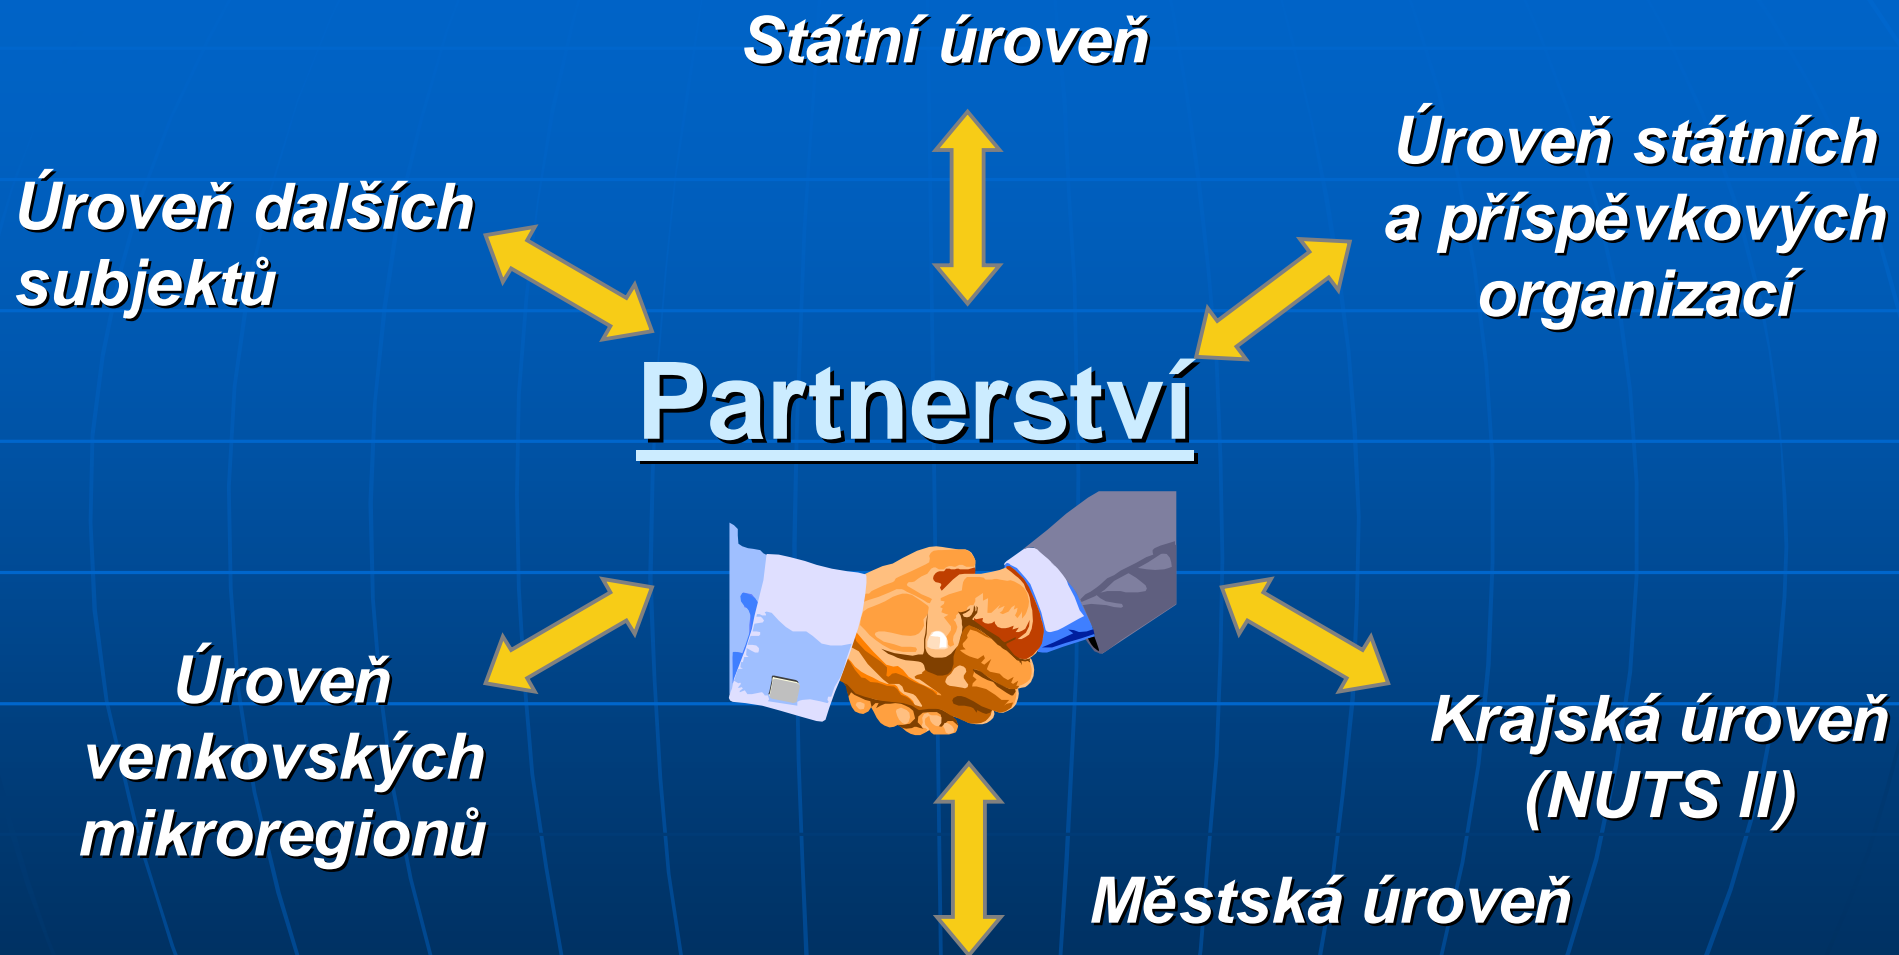 Státní úroveň
Úroveň státních
a příspěvkových
organizací
Úroveň dalších
subjektů
Partnerství
Úroveň
venkovských
mikroregionů
Krajská úroveň
(NUTS II)
Městská úroveň